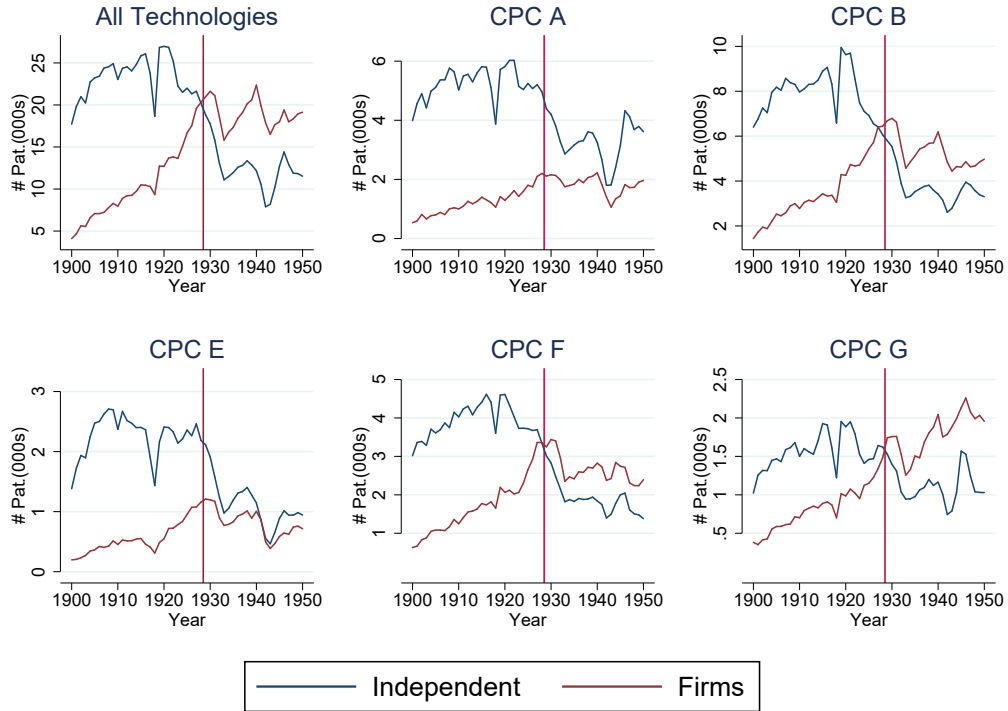 All Technologies
# Pat.(000s)
25
20
15
10
5
1900 1910 1920 1930 1940 1950
Year
CPC A
# Pat.(000s)
6
4
2
0
1900 1910 1920 1930 1940 1950
Year
CPC B
# Pat.(000s)
10
8
6
4
2
1900 1910 1920 1930 1940 1950
Year
CPC E
# Pat.(000s)
3
2
1
0
1900 1910 1920 1930 1940 1950
Year
CPC F
# Pat.(000s)
5
4
3
2
1
1900 1910 1920 1930 1940 1950
Year
CPC G
# Pat.(000s)
2.5
2
1.5
1
.5
1900 1910 1920 1930 1940 1950
Year
Independent Firms